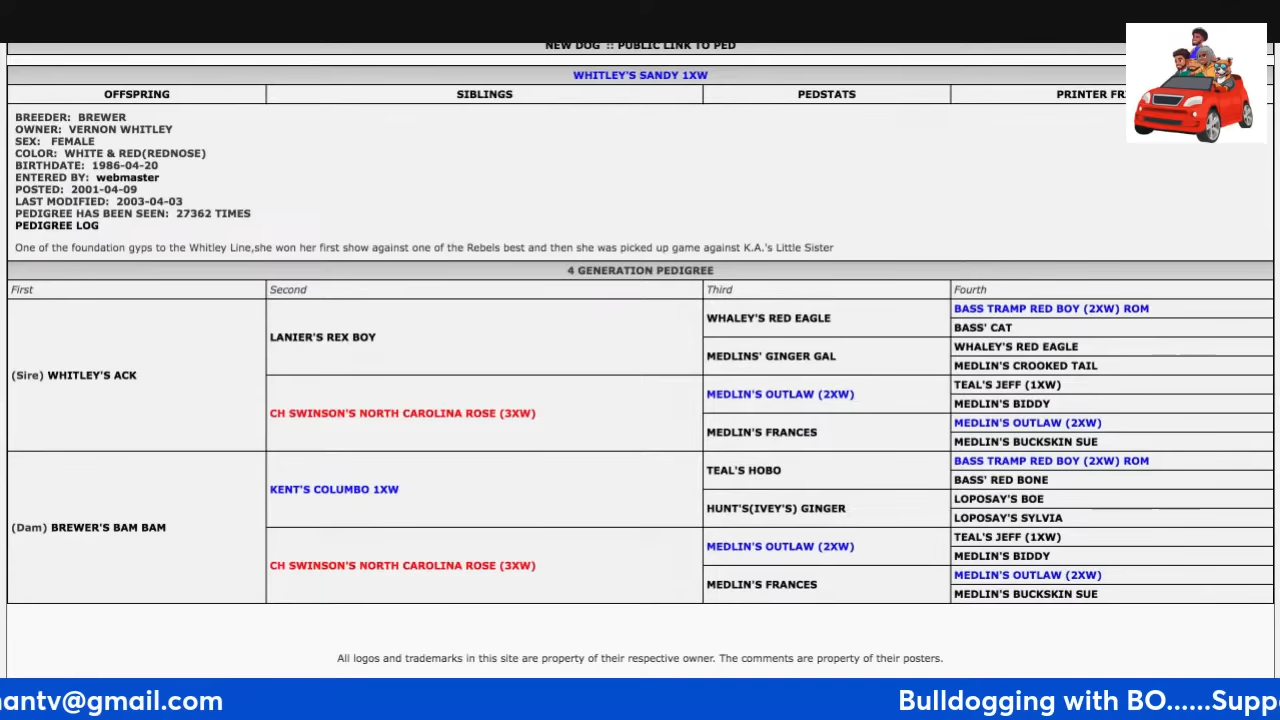 NEW DOG :: PUBLIC LINK TO PED
WHITLEY'S SANDY 1XW
OFFSPRING SIBLINGS PEDSTATS PRINTER
BREEDER: BREWER
OWNER: VERNON WHITLEY
SEX: FEMALE
COLOR: WHITE & RED(REDNOSE)
BIRTHDATE: 1986-04-20
ENTERED BY: webmaster
POSTED: 2001-04-09
LAST MODIFIED: 2003-04-03
PEDIGREE HAS BEEN SEEN: 27362 TIMES
PEDIGREE LOG
One of the foundation gyps to the Whitley Line,she won her first show against one of the Rebels best and then she was picked up game against K.A.'s Little Sister
4 GENERATION PEDIGREE
First Second Third Fourth
(Sire) WHITLEY'S ACK
LANIER'S REX BOY
WHALEY'S RED EAGLE
BASS TRAMP RED BOY (2XW) ROM
BASS' CAT
MEDLINS' GINGER GAL
WHALEY'S RED EAGLE
MEDLIN'S CROOKED TAIL
CH SWINSON'S NORTH CAROLINA ROSE (3XW)
MEDLIN'S OUTLAW (2XW)
TEAL'S JEFF (1XW)
MEDLIN'S BIDDY
MEDLIN'S FRANCES
MEDLIN'S OUTLAW (2XW)
MEDLIN'S BUCKSKIN SUE
(Dam) BREWER'S BAM BAM
KENT'S COLUMBO 1XW
TEAL'S HOBO
BASS TRAMP RED BOY (2XW) ROM
BASS' RED BONE
HUNT'S(IVEY'S) GINGER
LOPOSAY'S BOE
LOPOSAY'S SYLVIA
CH SWINSON'S NORTH CAROLINA ROSE (3XW)
MEDLIN'S OUTLAW (2XW)
TEAL'S JEFF (1XW)
MEDLIN'S BIDDY
MEDLIN'S FRANCES
MEDLIN'S OUTLAW (2XW)
MEDLIN'S BUCKSKIN SUE
All logos and trademarks in this site are property of their respective owner. The comments are property of their posters.
antv@gmail.com Bulldogging with BO......Supp